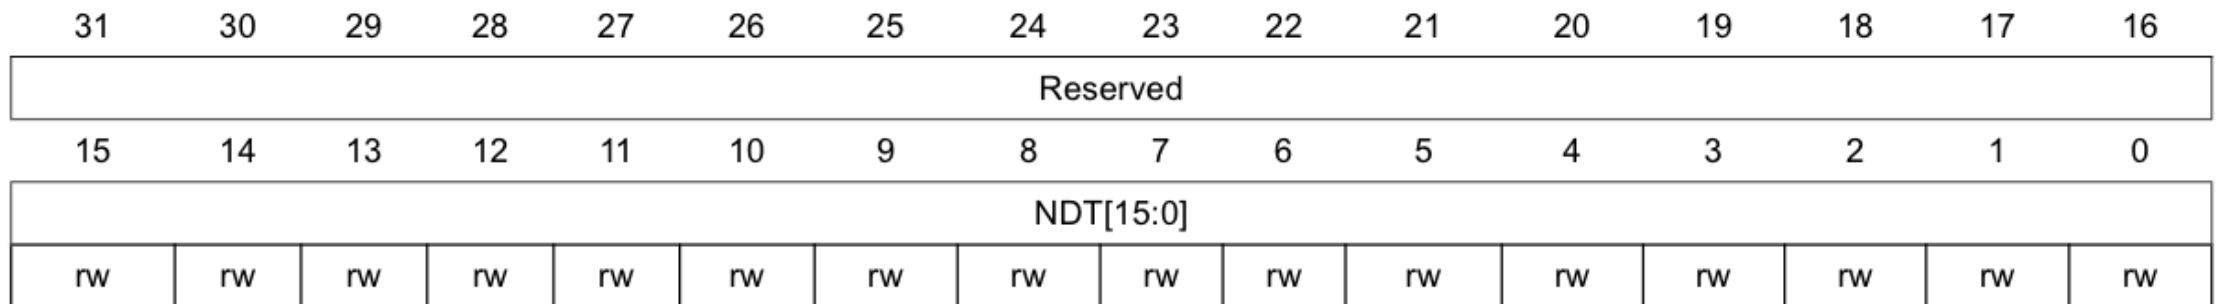 31 30 29 28 27 26 25 24 23 22 21 20 19 18 17 16
Reserved
15 14 13 12 11 10 9 8 7 6 5 4 3 2 1 0
NDT[15:0]
rw rw rw rw rw rw rw rw rw rw rw rw rw rw rw rw